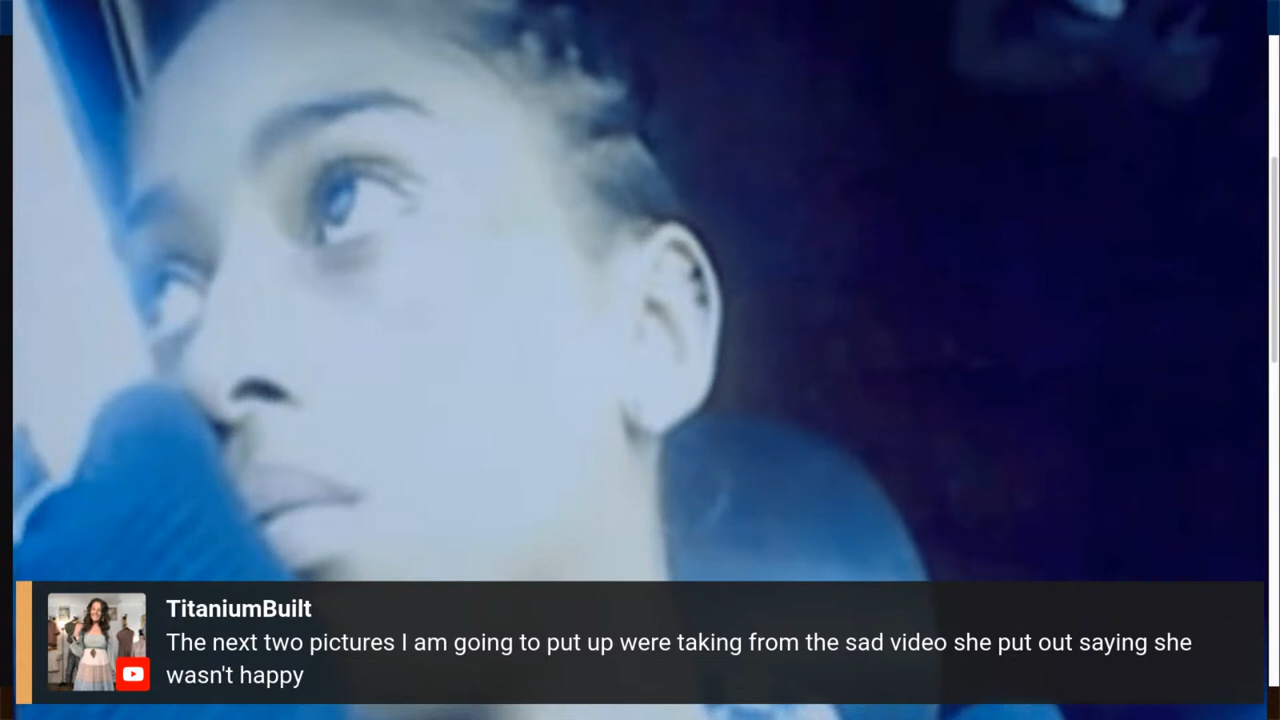 TitaniumBuilt
The next two pictures I am going to put up were taking from the sad video she put out saying she
wasn't happy